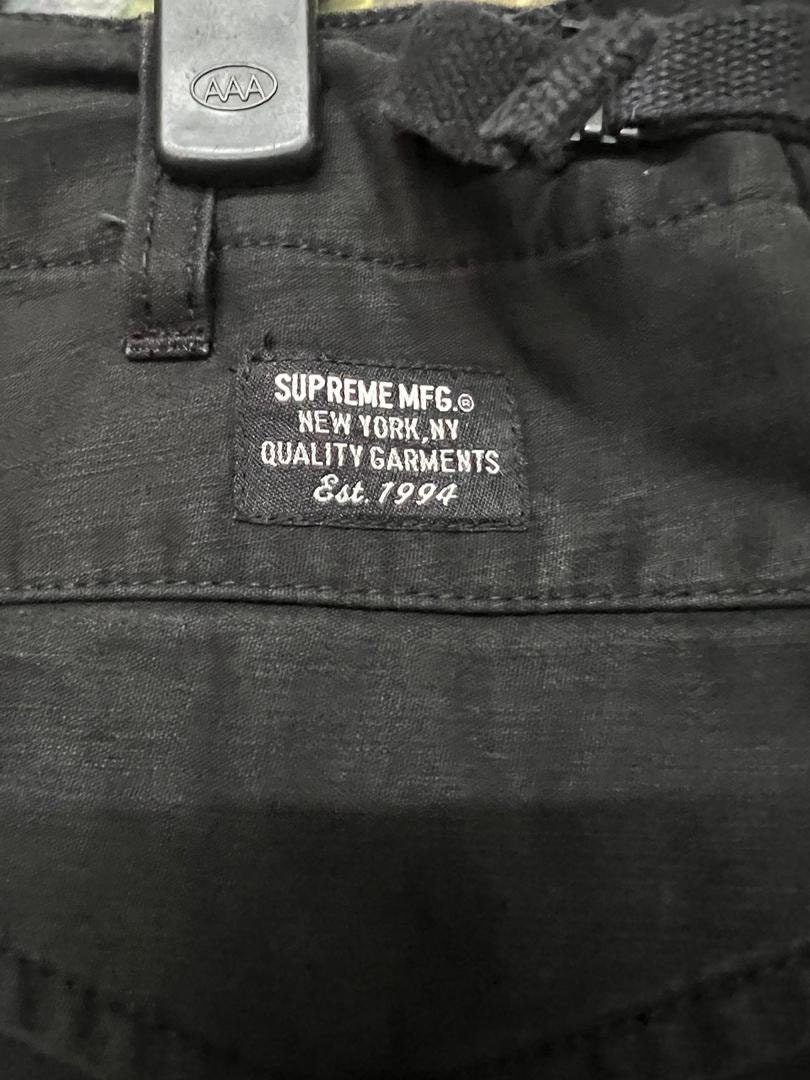 AAA
SUPREME MFG.®
NEW YORK,NY
QUALITY GARMENTS
Est. 1994